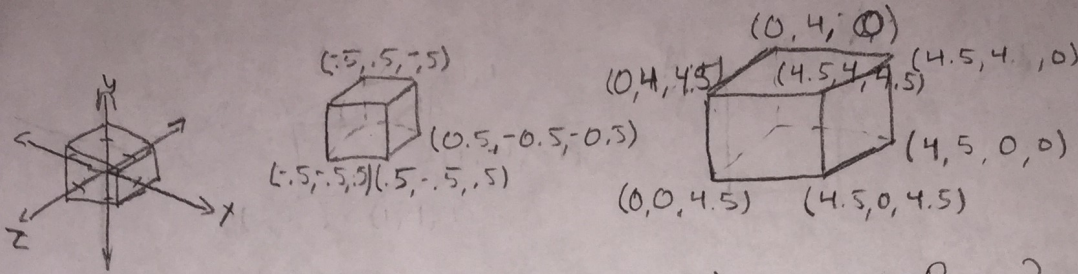 (0, 4, 0)
(-.5, .5, -.5)
(4.5, 4, 0)
(0, 4, 4.5)
(4.5, 4, 4.5)
y
(0.5, -0.5, -0.5)
(4, 5, 0, 0)
(-.5, -.5, .5) (.5, -.5, .5)
(0, 0, 4.5)
(4.5, 0, 4.5)
x
z